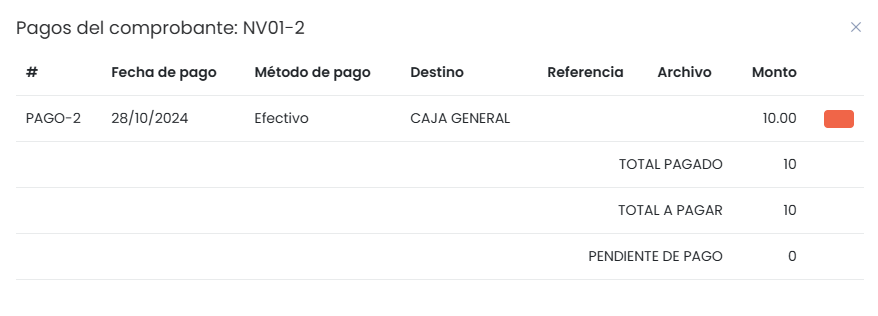 Pagos del comprobante: NV01-2
# Fecha de pago Método de pago Destino Referencia Archivo Monto
PAGO-2 28/10/2024 Efectivo CAJA GENERAL 10.00
TOTAL PAGADO 10
TOTAL A PAGAR 10
PENDIENTE DE PAGO 0